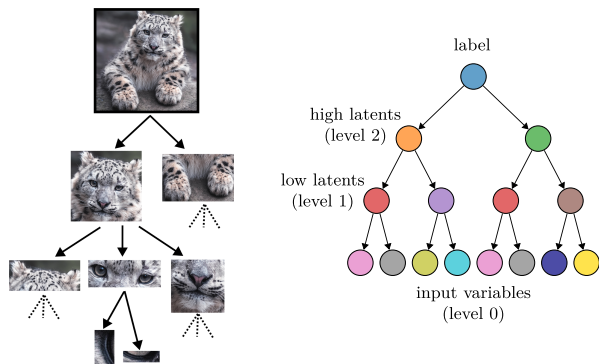 label
high latents
(level 2)
low latents
(level 1)
input variables
(level 0)